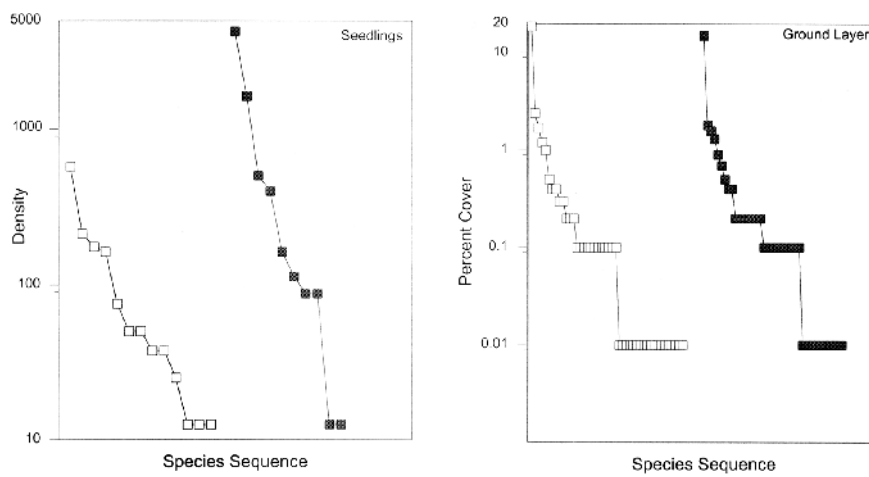 5000
Seedlings
1000
Density
100
10
Species Sequence
20
Ground Layer
10
1
Percent Cover
0.1
0.01
Species Sequence